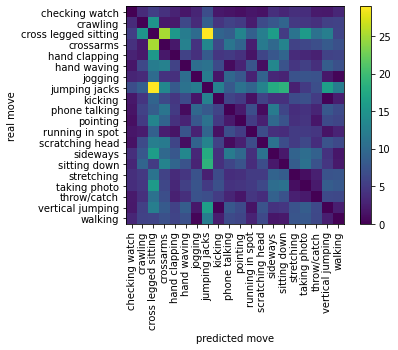 checking watch
crawling
cross legged sitting
crossarms
hand clapping
hand waving
jogging
jumping jacks
kicking
phone talking
pointing
running in spot
scratching head
sideways
sitting down
stretching
taking photo
throw/catch
vertical jumping
walking
real move
checking watch
crawling
cross legged sitting
crossarms
hand clapping
hand waving
jogging
jumping jacks
kicking
phone talking
pointing
running in spot
scratching head
sideways
sitting down
stretching
taking photo
throw/catch
vertical jumping
walking
predicted move
25
20
15
10
5
0